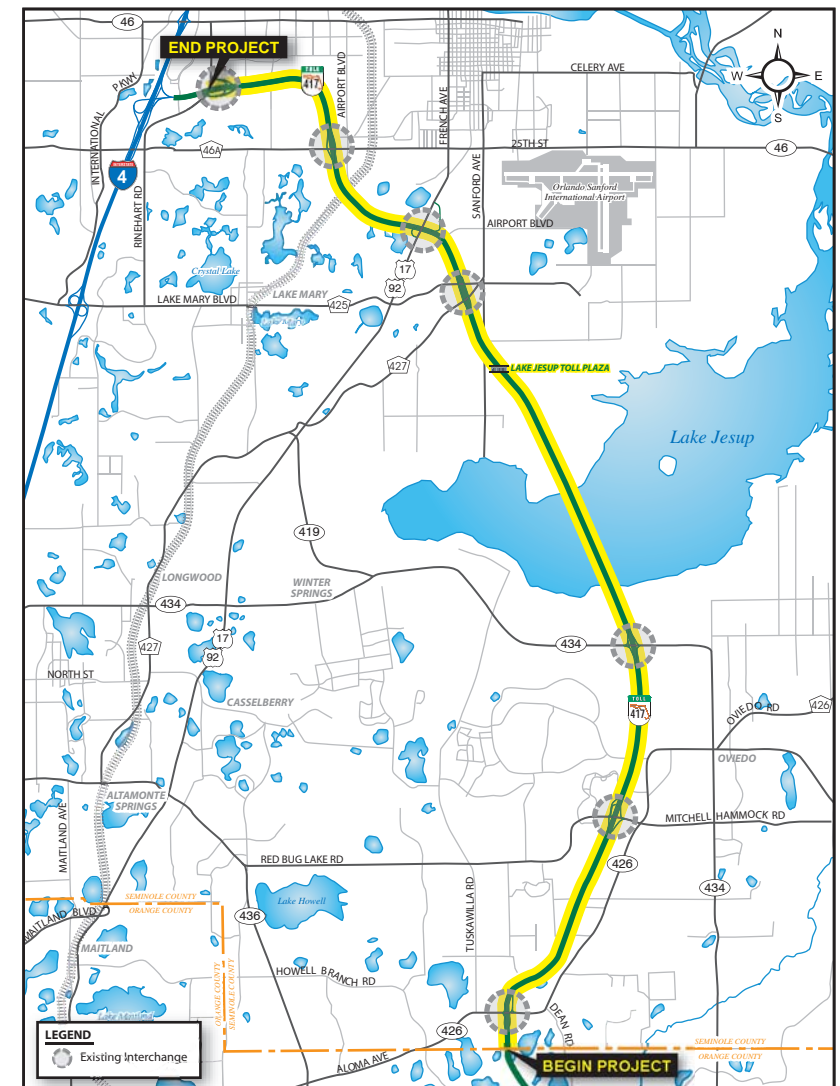 46
END PROJECT
N
W
E
S
CELERY AVE
PKWY
TOLL
417
AIRPORT BLVD
FRENCH AVE
INTERNATIONAL
46A
25TH ST
46
INTERSTATE
4
RINEHART RD
SANFORD AVE
Orlando Sanford
International Airport
AIRPORT BLVD
Crystal Lake
17
92
LAKE MARY BLVD
LAKE MARY
425
Lake Mary
427
LAKE JESUP TOLL PLAZA
Lake Jesup
419
LONGWOOD
WINTER
SPRINGS
434
434
427
17
92
NORTH ST
CASSELBERRY
TOLL
417
OVIEDO RD
426
OVIEDO
ALTAMONTE
SPRINGS
MITCHELL HAMMOCK RD
MAITLAND AVE
RED BUG LAKE RD
426
TUSKAWILLA RD
434
SEMINOLE COUNTY
ORANGE COUNTY
Lake Howell
436
MAITLAND BLVD
MAITLAND
HOWELL BRANCH RD
ORANGE COUNTY
SEMINOLE COUNTY
Lake Maitland
DEAN RD
LEGEND
Existing Interchange
426
ALOMA AVE
SEMINOLE COUNTY
ORANGE COUNTY
BEGIN PROJECT